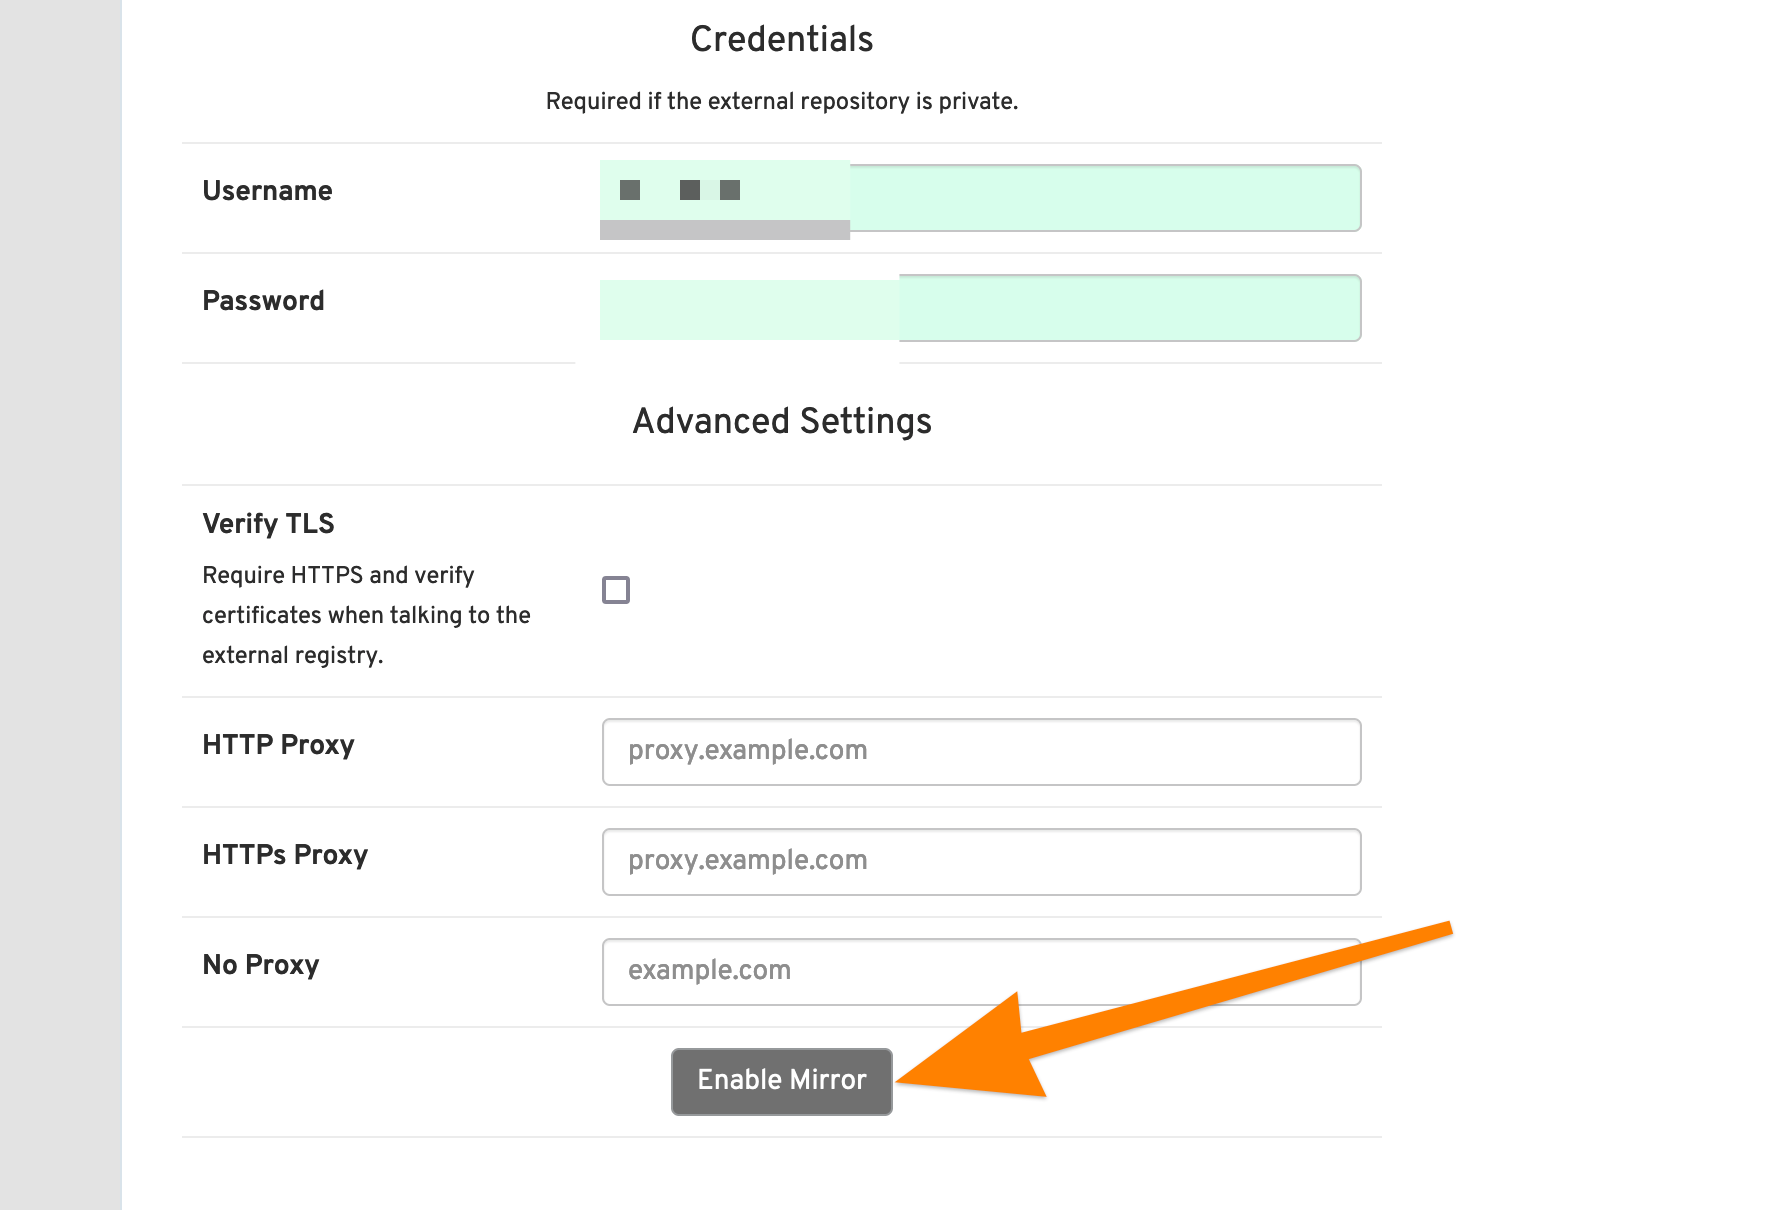 Credentials
Required if the external repository is private.
Username
Password
Advanced Settings
Verify TLS
Require HTTPS and verify
certificates when talking to the
external registry.
HTTP Proxy
proxy.example.com
HTTPs Proxy
proxy.example.com
No Proxy
example.com
Enable Mirror